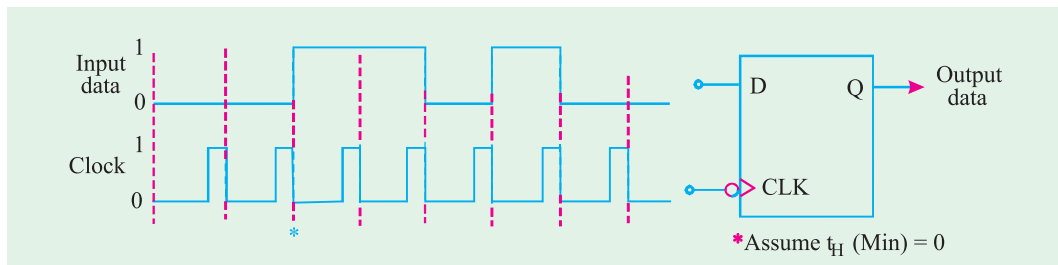 Input
data
1
0
Clock
1
0
*
D
Q
CLK
Output
data
*Assume tH (Min) = 0